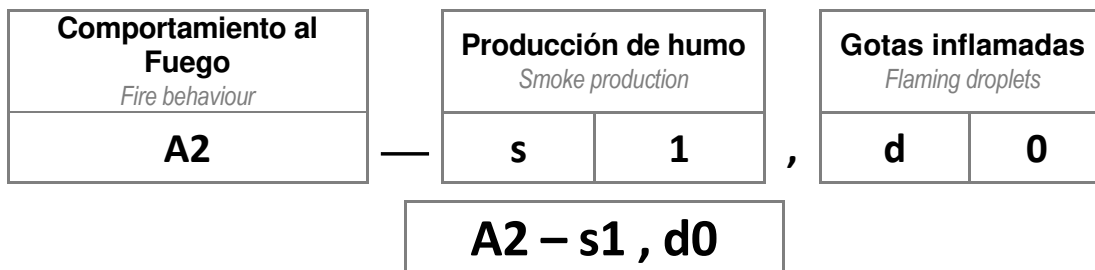 Comportamiento al
Fuego
Fire behaviour
A2
—
Producción de humo
Smoke production
s 1
,
Gotas inflamadas
Flaming droplets
d 0
A2 – s1 , d0